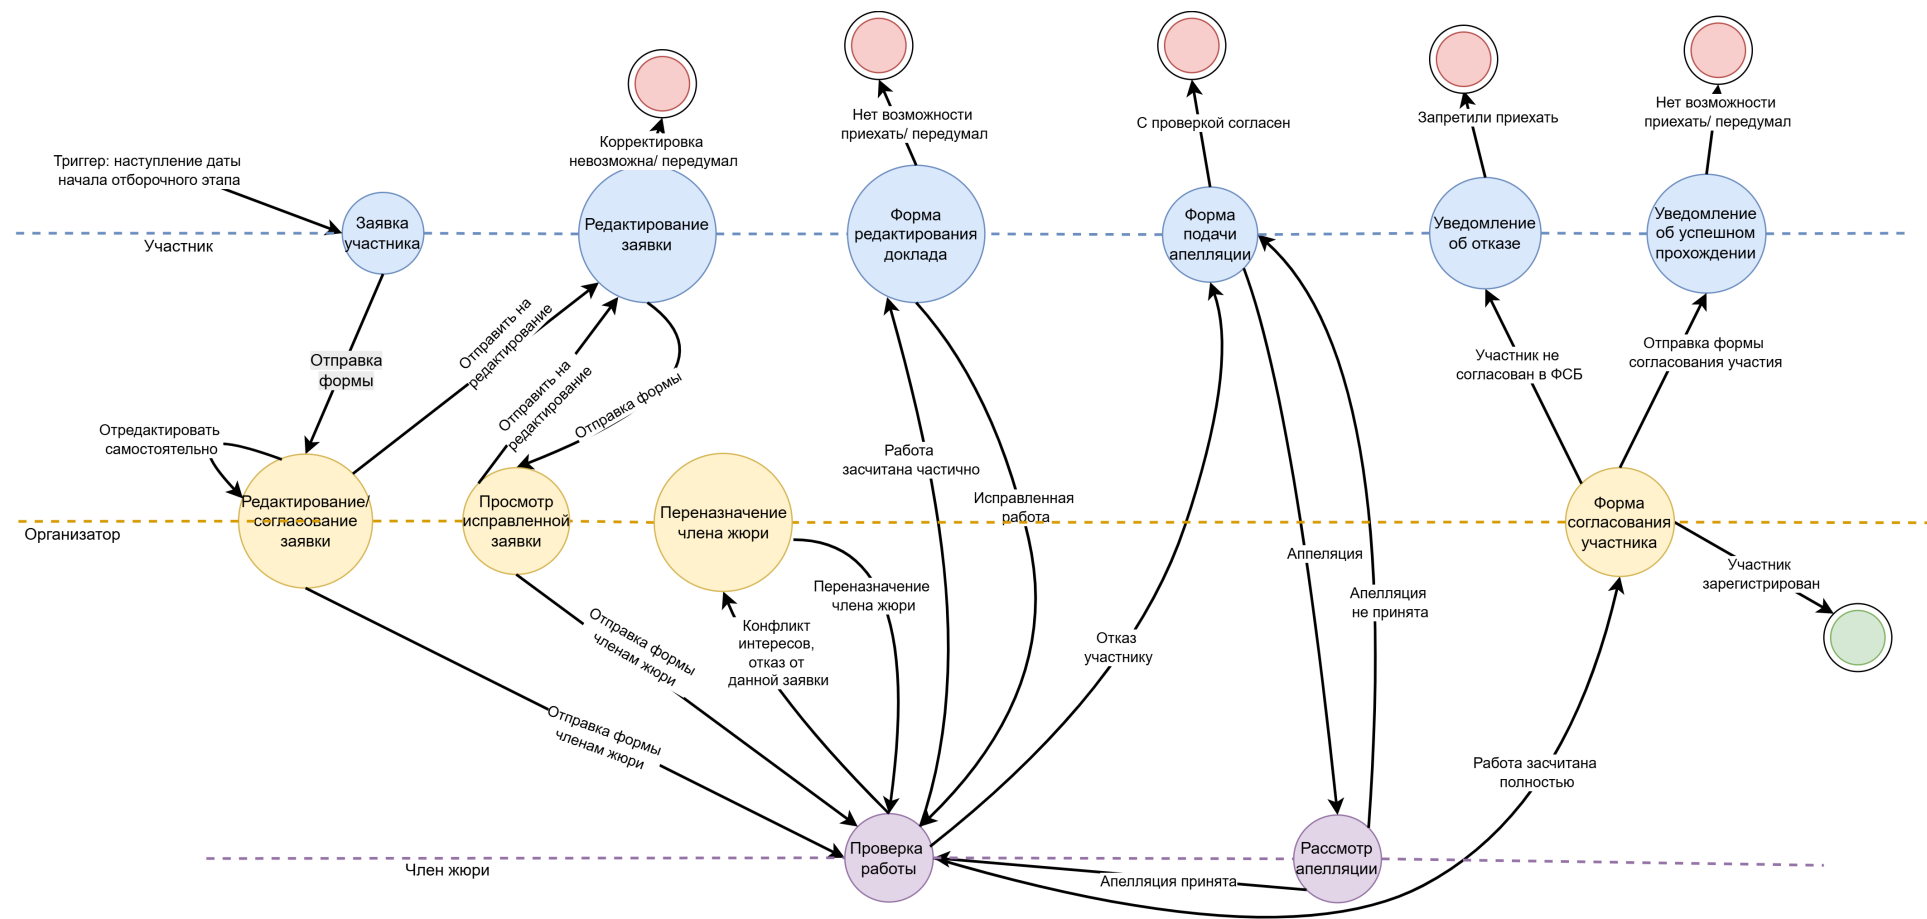 Нет возможности
приехать/ передумал
С проверкой согласен
Запретили приехать
Нет возможности
приехать/ передумал
Корректировка
невозможна/ передумал
Триггер: наступление даты
начала отборочного этапа
Участник
Заявка
участника
Редактирование
заявки
Форма
редактирования
доклада
Форма
подачи
апелляции
Уведомление
об отказе
Уведомление
об успешном
прохождении
Отправка
формы
Отправить на
редактирование
Отправить на
редактирование
Отправка формы
Участник не
согласован в ФСБ
Отправка формы
согласования участия
Отредактировать
самостоятельно
Работа
засчитана частично
Исправленная
работа
Организатор
Редактирование/
согласование
заявки
Просмотр
исправленной
заявки
Переназначение
члена жюри
Форма
согласования
участника
Аппеляция
Апелляция
не принята
Участник
зарегистрирован
Переназначение
члена жюри
Отправка формы
членам жюри
Конфликт
интересов,
отказ от
данной заявки
Отказ
участнику
Отправка формы
членам жюри
Работа засчитана
полностью
Член жюри
Проверка
работы
Рассмотр
апелляции
Апелляция принята